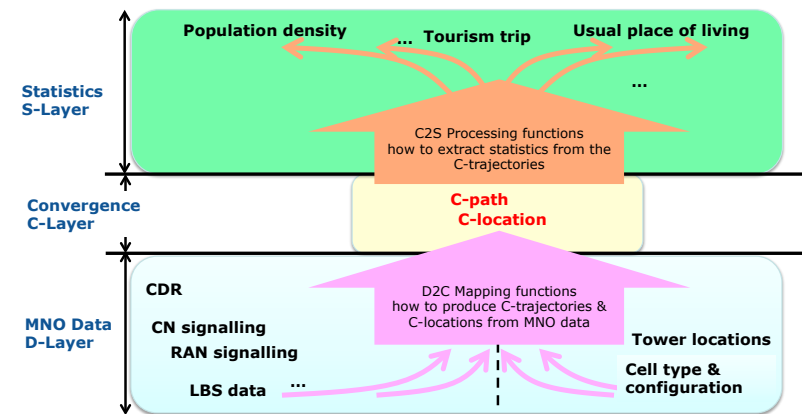 Population density
... Tourism trip
Usual place of living
...
Statistics
S-Layer
C2S Processing functions
how to extract statistics from the
C-trajectories
Convergence
C-Layer
C-path
C-location
MNO Data
D-Layer
CDR
CN signalling
RAN signalling
LBS data
...
D2C Mapping functions
how to produce C-trajectories &
C-locations from MNO data
Tower locations
Cell type &
configuration